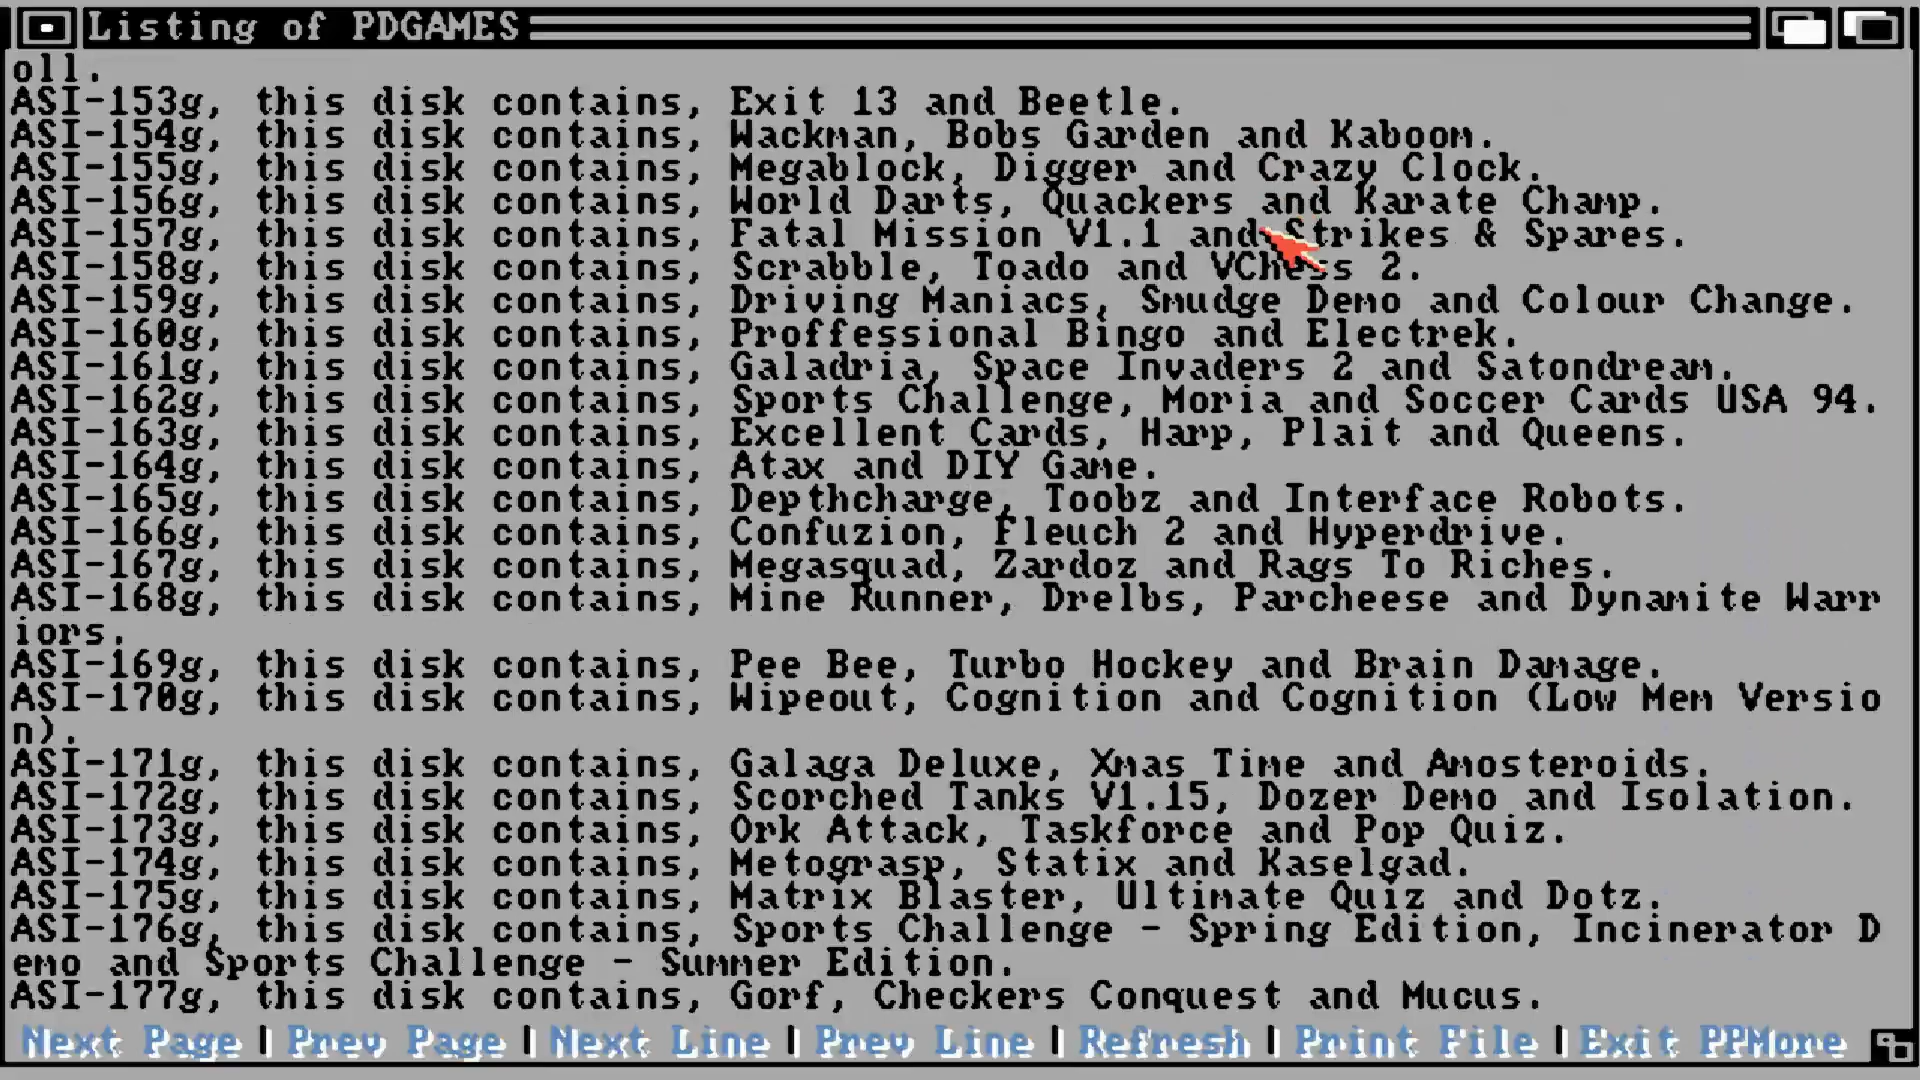 Listing of PDGAMES
oll.
ASI-153g, this disk contains, Exit 13 and Beetle.
ASI-154g, this disk contains, Wackman, Bobs Garden and Kaboom.
ASI-155g, this disk contains, Megablock, Digger and Crazy Clock.
ASI-156g, this disk contains, World Darts, Quackers and Karate Champ.
ASI-157g, this disk contains, Fatal Mission V1.1 and Strikes & Spares.
ASI-158g, this disk contains, Scrabble, Toado and VChess 2.
ASI-159g, this disk contains, Driving Maniacs, Smudge Demo and Colour Change.
ASI-160g, this disk contains, Proffessional Bingo and Electrek.
ASI-161g, this disk contains, Galadria, Space Invaders 2 and Satondream.
ASI-162g, this disk contains, Sports Challenge, Moria and Soccer Cards USA 94.
ASI-163g, this disk contains, Excellent Cards, Harp, Plait and Queens.
ASI-164g, this disk contains, Atax and DIY Game.
ASI-165g, this disk contains, Depthcharge, Toobz and Interface Robots.
ASI-166g, this disk contains, Confuzion, Fleuch 2 and Hyperdrive.
ASI-167g, this disk contains, Megasquad, Zardoz and Rags To Riches.
ASI-168g, this disk contains, Mine Runner, Drelbs, Parcheese and Dynamite Warr
iors.
ASI-169g, this disk contains, Pee Bee, Turbo Hockey and Brain Damage.
ASI-170g, this disk contains, Wipeout, Cognition and Cognition (Low Mem Versio
n).
ASI-171g, this disk contains, Galaga Deluxe, Xmas Time and Amosteroids.
ASI-172g, this disk contains, Scorched Tanks V1.15, Dozer Demo and Isolation.
ASI-173g, this disk contains, Ork Attack, Taskforce and Pop Quiz.
ASI-174g, this disk contains, Metograsp, Statix and Kaselgad.
ASI-175g, this disk contains, Matrix Blaster, Ultimate Quiz and Dotz.
ASI-176g, this disk contains, Sports Challenge - Spring Edition, Incinerator D
emo and Sports Challenge - Summer Edition.
ASI-177g, this disk contains, Gorf, Checkers Conquest and Mucus.
Next Page | Prev Page | Next Line | Prev Line | Refresh | Print File | Exit PPMore